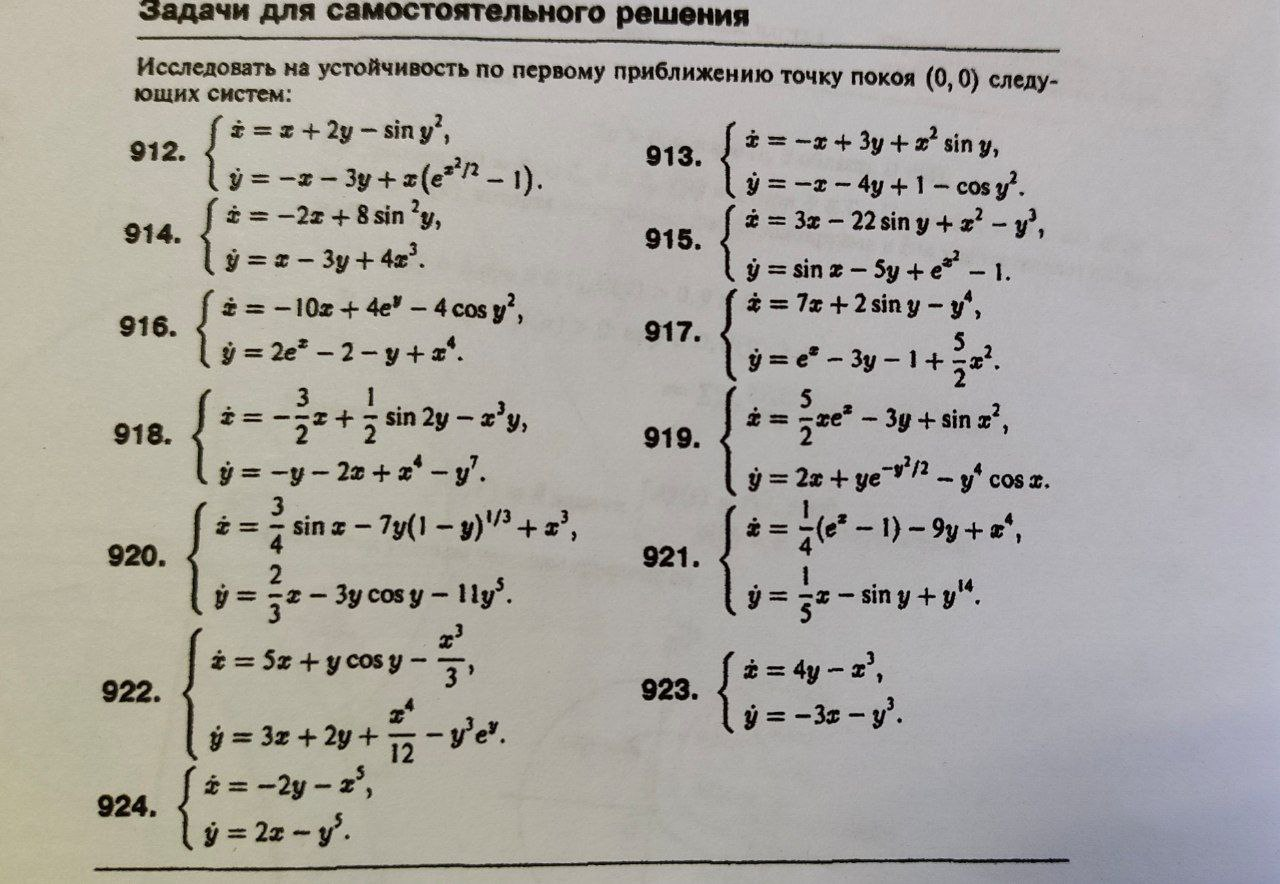 Задачи для самостоятельного решения
Исследовать на устойчивость по первому приближению точку покоя (0, 0) следу-
ющих систем:
912. { ẋ = x + 2y − sin y²,
ẏ = −x − 3y + x(e^{x²/2} − 1).
913. { ẋ = −x + 3y + x² sin y,
ẏ = −x − 4y + 1 − cos y².
914. { ẋ = −2x + 8 sin ²y,
ẏ = x − 3y + 4x³.
915. { ẋ = 3x − 22 sin y + x² − y³,
ẏ = sin x − 5y + e^{x²} − 1.
916. { ẋ = −10x + 4e^y − 4 cos y²,
ẏ = 2e^x − 2 − y + x⁴.
917. { ẋ = 7x + 2 sin y − y⁴,
ẏ = e^x − 3y − 1 + 5/2 x².
918. { ẋ = −3/2 x + 1/2 sin 2y − x³y,
ẏ = −y − 2x + x⁴ − y⁷.
919. { ẋ = 5/2 xe^x − 3y + sin x²,
ẏ = 2x + ye^{−y²/2} − y⁴ cos x.
920. { ẋ = 3/4 sin x − 7y(1 − y)^{1/3} + x³,
ẏ = 2/3 x − 3y cos y − 11y⁵.
921. { ẋ = 1/4 (e^x − 1) − 9y + x⁴,
ẏ = 1/5 x − sin y + y¹⁴.
922. { ẋ = 5x + y cos y − x³/3,
ẏ = 3x + 2y + x⁴/12 − y³e^y.
923. { ẋ = 4y − x³,
ẏ = −3x − y³.
924. { ẋ = −2y − x⁵,
ẏ = 2x − y⁵.